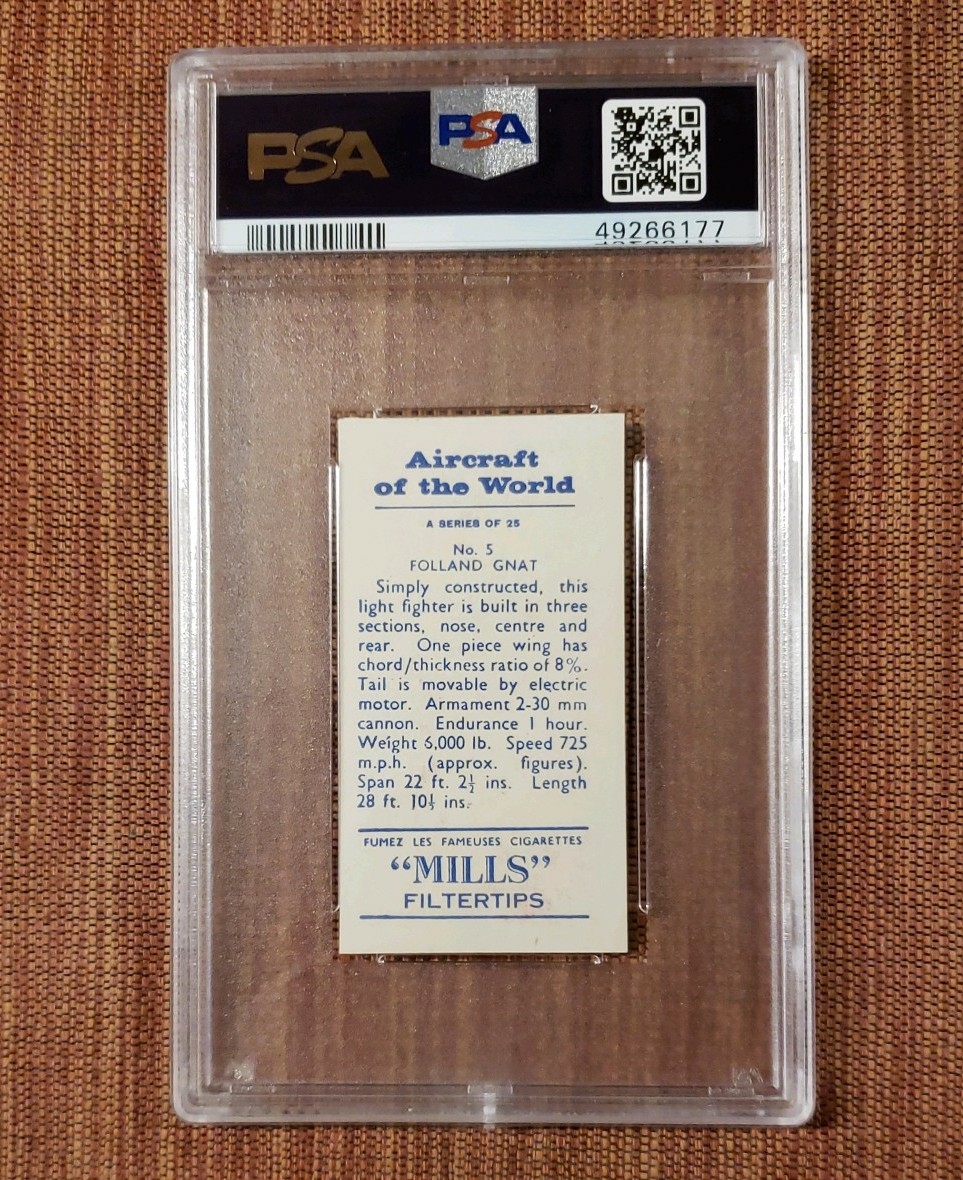 PSA
PSA
49266177
Aircraft
of the World
A SERIES OF 25
No. 5
FOLLAND GNAT
Simply constructed, this
light fighter is built in three
sections, nose, centre and
rear. One piece wing has
chord/thickness ratio of 8%.
Tail is movable by electric
motor. Armament 2-30 mm
cannon. Endurance 1 hour.
Weight 6,000 lb. Speed 725
m.p.h. (approx. figures).
Span 22 ft. 2½ ins. Length
28 ft. 10½ ins.
FUMEZ LES FAMEUSES CIGARETTES
“MILLS”
FILTERTIPS